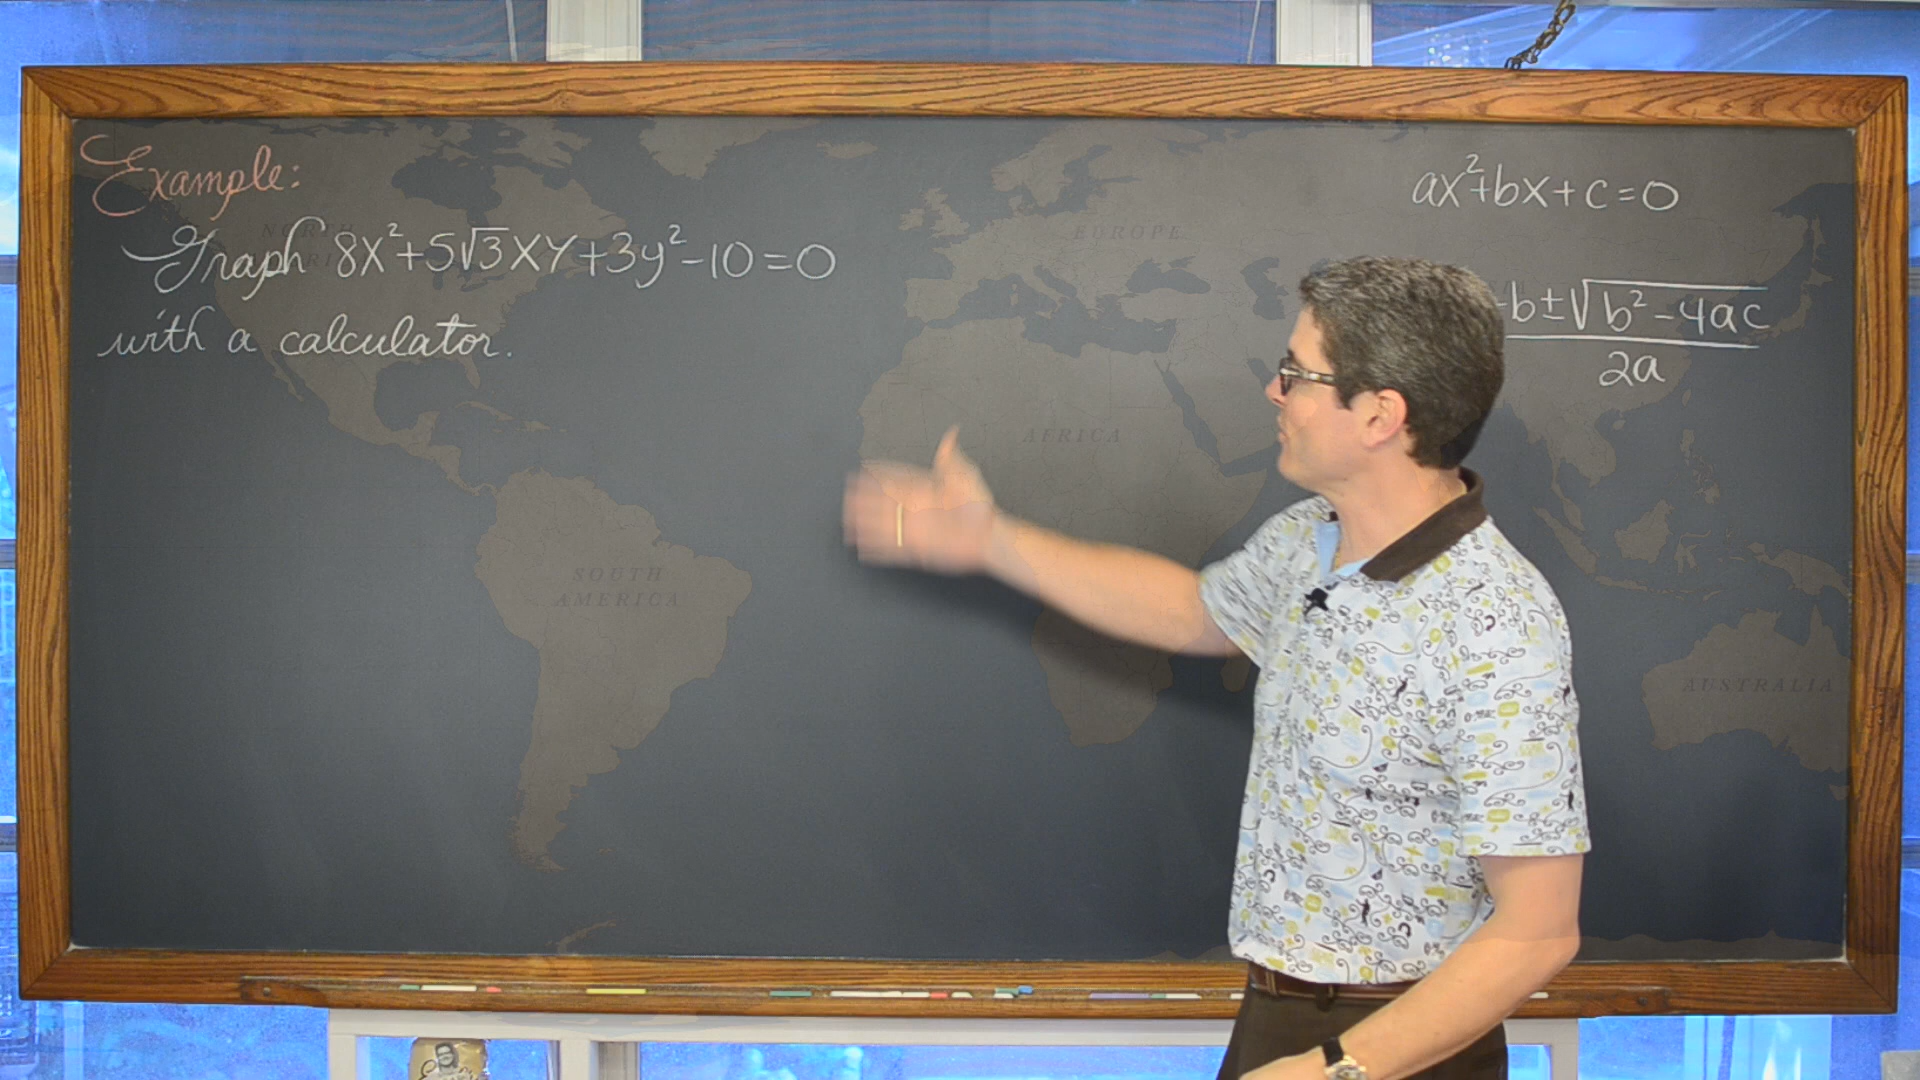 Example:
Graph 8X²+5√3XY+3y²-10=0
with a calculator.
ax²+bx+c=0
-b±√b²-4ac
2a
NORTH
EUROPE
AFRICA
SOUTH
AMERICA
AUSTRALIA